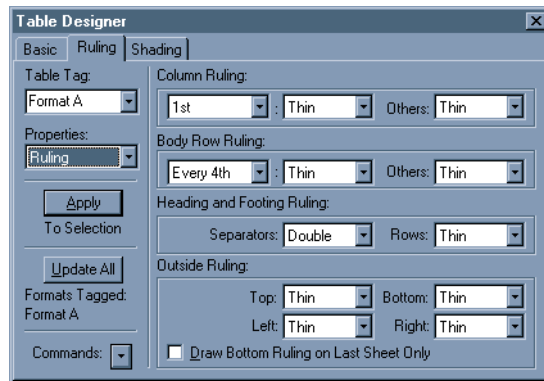 Table Designer
Basic Ruling Shading
Table Tag:
Format A
Properties:
Ruling
Apply
To Selection
Update All
Formats Tagged:
Format A
Commands:
Column Ruling:
1st : Thin Others: Thin
Body Row Ruling:
Every 4th : Thin Others: Thin
Heading and Footing Ruling:
Separators: Double Rows: Thin
Outside Ruling:
Top: Thin Bottom: Thin
Left: Thin Right: Thin
Draw Bottom Ruling on Last Sheet Only